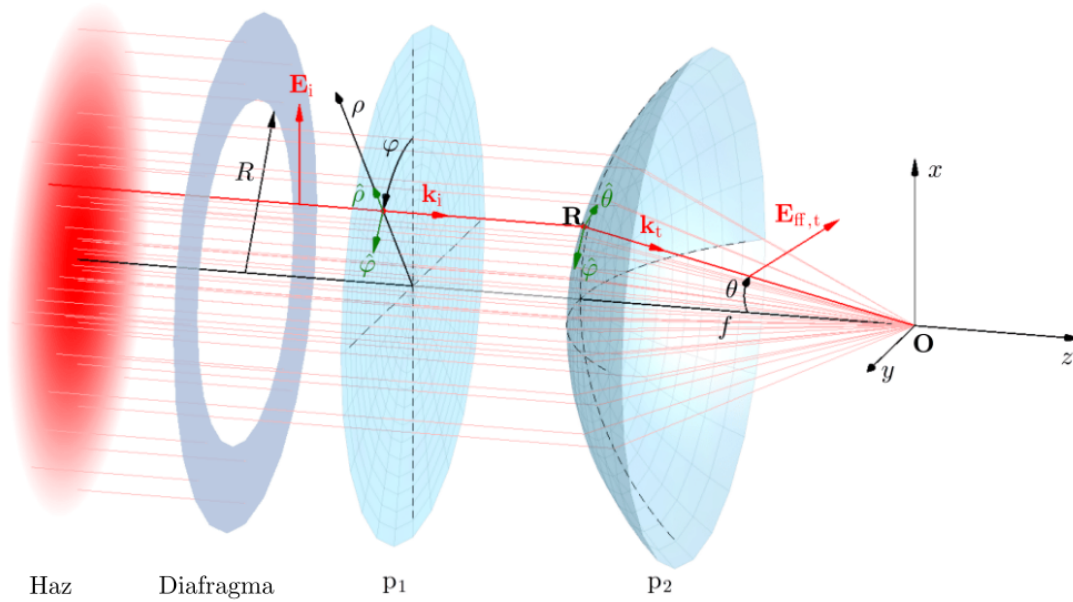 E_i
ρ
φ
R
ρ̂
k_i
φ̂
R
θ̂
k_t
φ̂
E_ff,t
θ
f
x
O
y
z
Haz
Diafragma
p₁
p₂